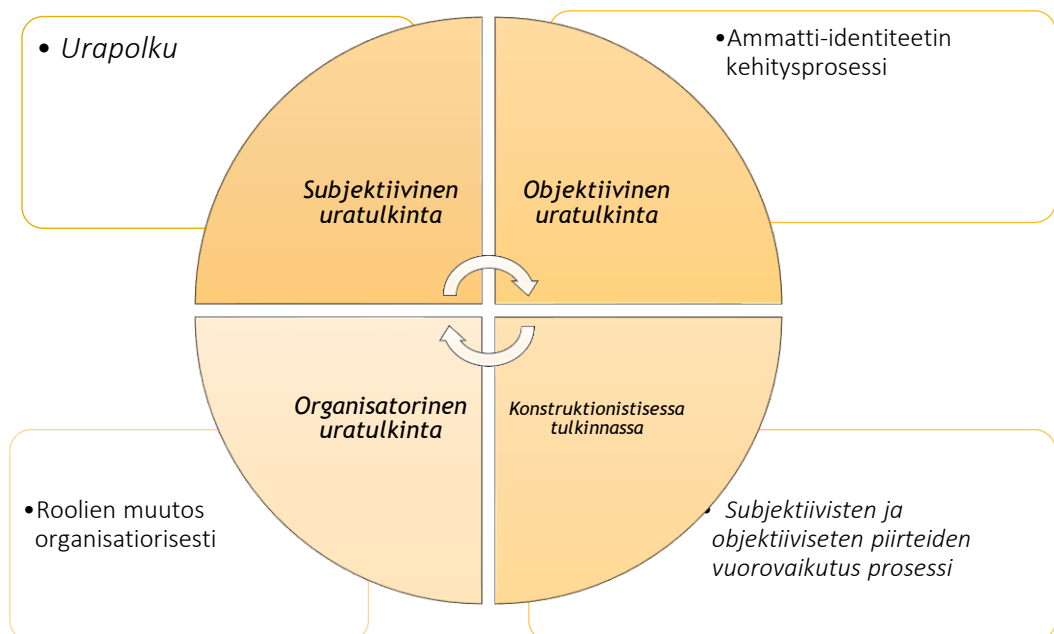 • Urapolku
•Ammatti-identiteetin
kehitysprosessi
Subjektiivinen
uratulkinta
Objektiivinen
uratulkinta
Organisatorinen
uratulkinta
Konstruktionistisessa
tulkinnassa
•Roolien muutos
organisatiorisesti
• Subjektiivisten ja
objektiiviseten piirteiden
vuorovaikutus prosessi